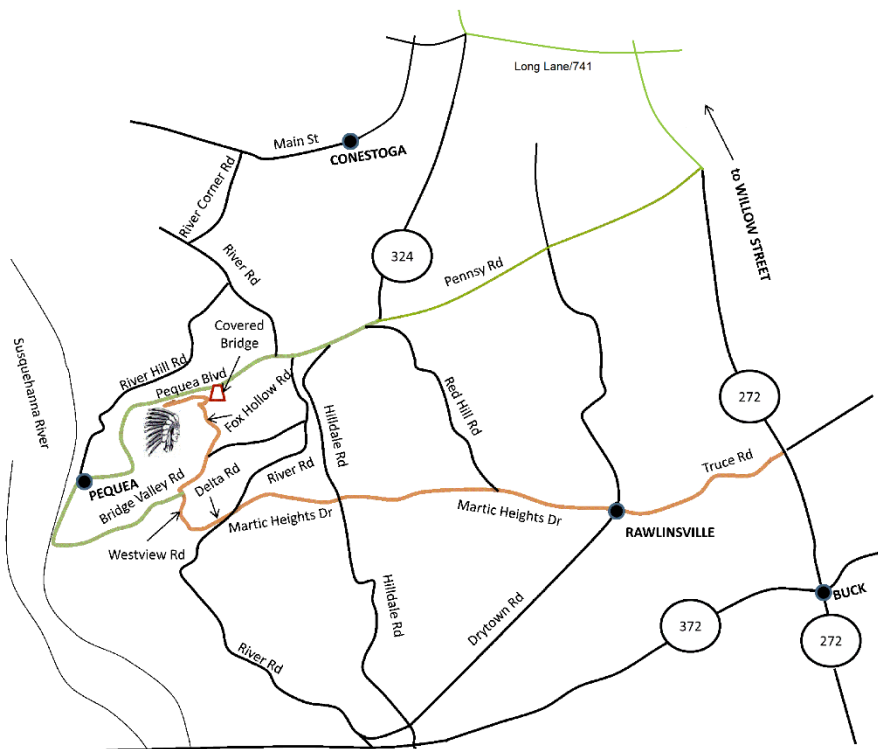 Long Lane/741
Main St
CONESTOGA
to WILLOW STREET
River Corner Rd
River Rd
324
Pennsy Rd
Covered
Bridge
Susquehanna River
River Hill Rd
Pequea Blvd
Fox Hollow Rd
Hilldale Rd
Red Hill Rd
272
PEQUEA
Bridge Valley Rd
Delta Rd
River Rd
Truce Rd
Martic Heights Dr
Martic Heights Dr
RAWLINSVILLE
Westview Rd
Hilldale Rd
Drytown Rd
BUCK
372
272
River Rd